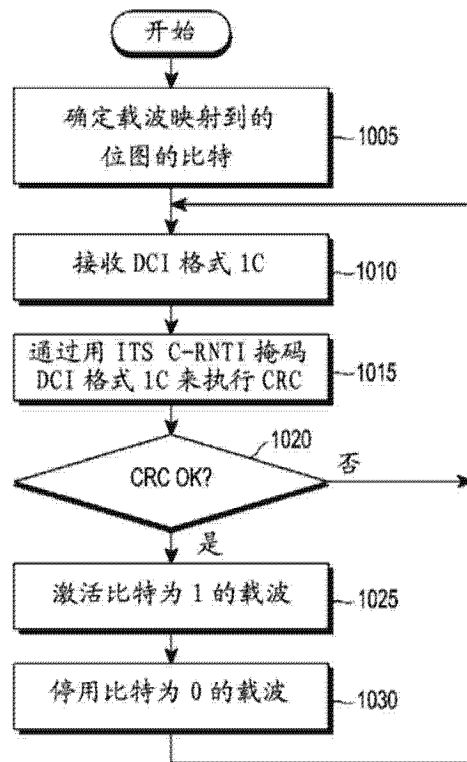 开始
确定载波映射到的
位图的比特
1005
接收 DCI 格式 1C
1010
通过用 ITS C-RNTI 掩码
DCI 格式 1C 来执行 CRC
1015
1020
CRC OK?
否
是
激活比特为 1 的载波
1025
停用比特为 0 的载波
1030